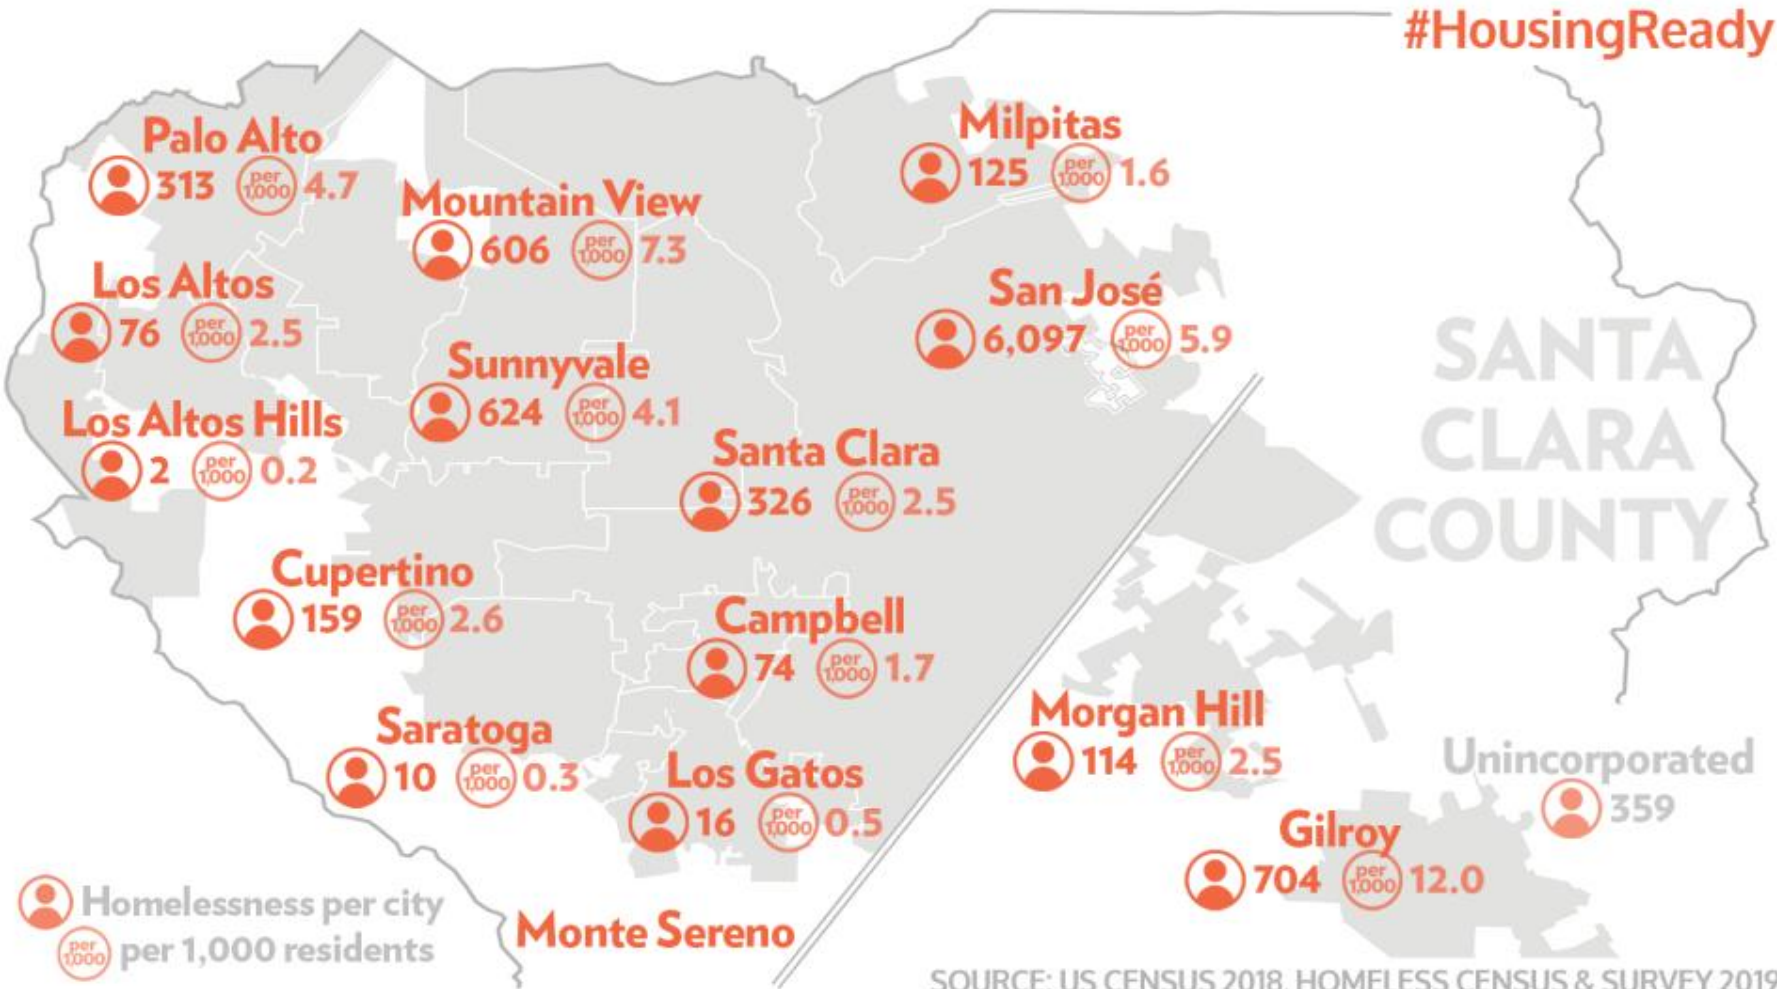 #HousingReady
Palo Alto
313 per 1,000 4.7
Milpitas
125 per 1,000 1.6
Mountain View
606 per 1,000 7.3
Los Altos
76 per 1,000 2.5
San José
6,097 per 1,000 5.9
Sunnyvale
624 per 1,000 4.1
Los Altos Hills
2 per 1,000 0.2
Santa Clara
326 per 1,000 2.5
SANTA
CLARA
COUNTY
Cupertino
159 per 1,000 2.6
Campbell
74 per 1,000 1.7
Saratoga
10 per 1,000 0.3
Los Gatos
16 per 1,000 0.5
Morgan Hill
114 per 1,000 2.5
Unincorporated
359
Gilroy
704 per 1,000 12.0
Monte Sereno
Homelessness per city
per 1,000 per 1,000 residents
SOURCE: US CENSUS 2018, HOMELESS CENSUS & SURVEY 2019